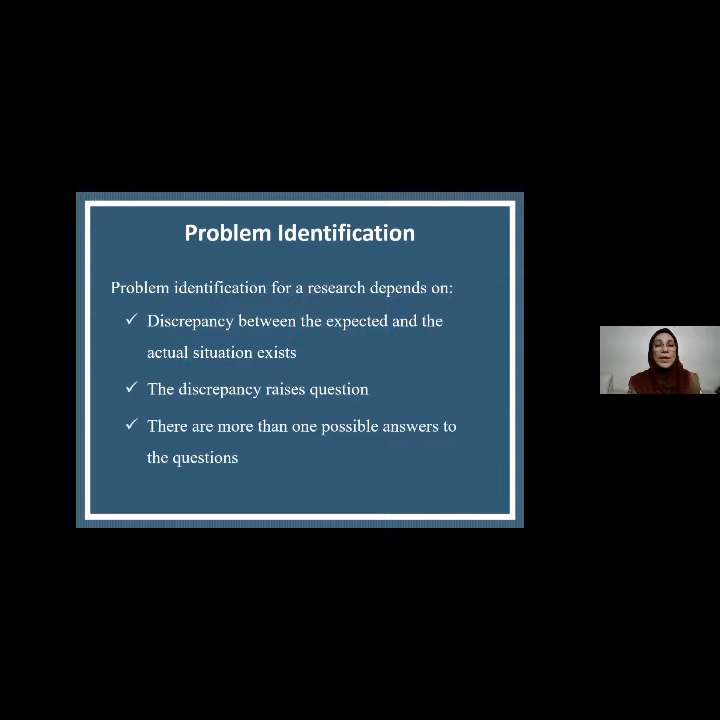 Problem Identification
Problem identification for a research depends on:
✓ Discrepancy between the expected and the
actual situation exists
✓ The discrepancy raises question
✓ There are more than one possible answers to
the questions